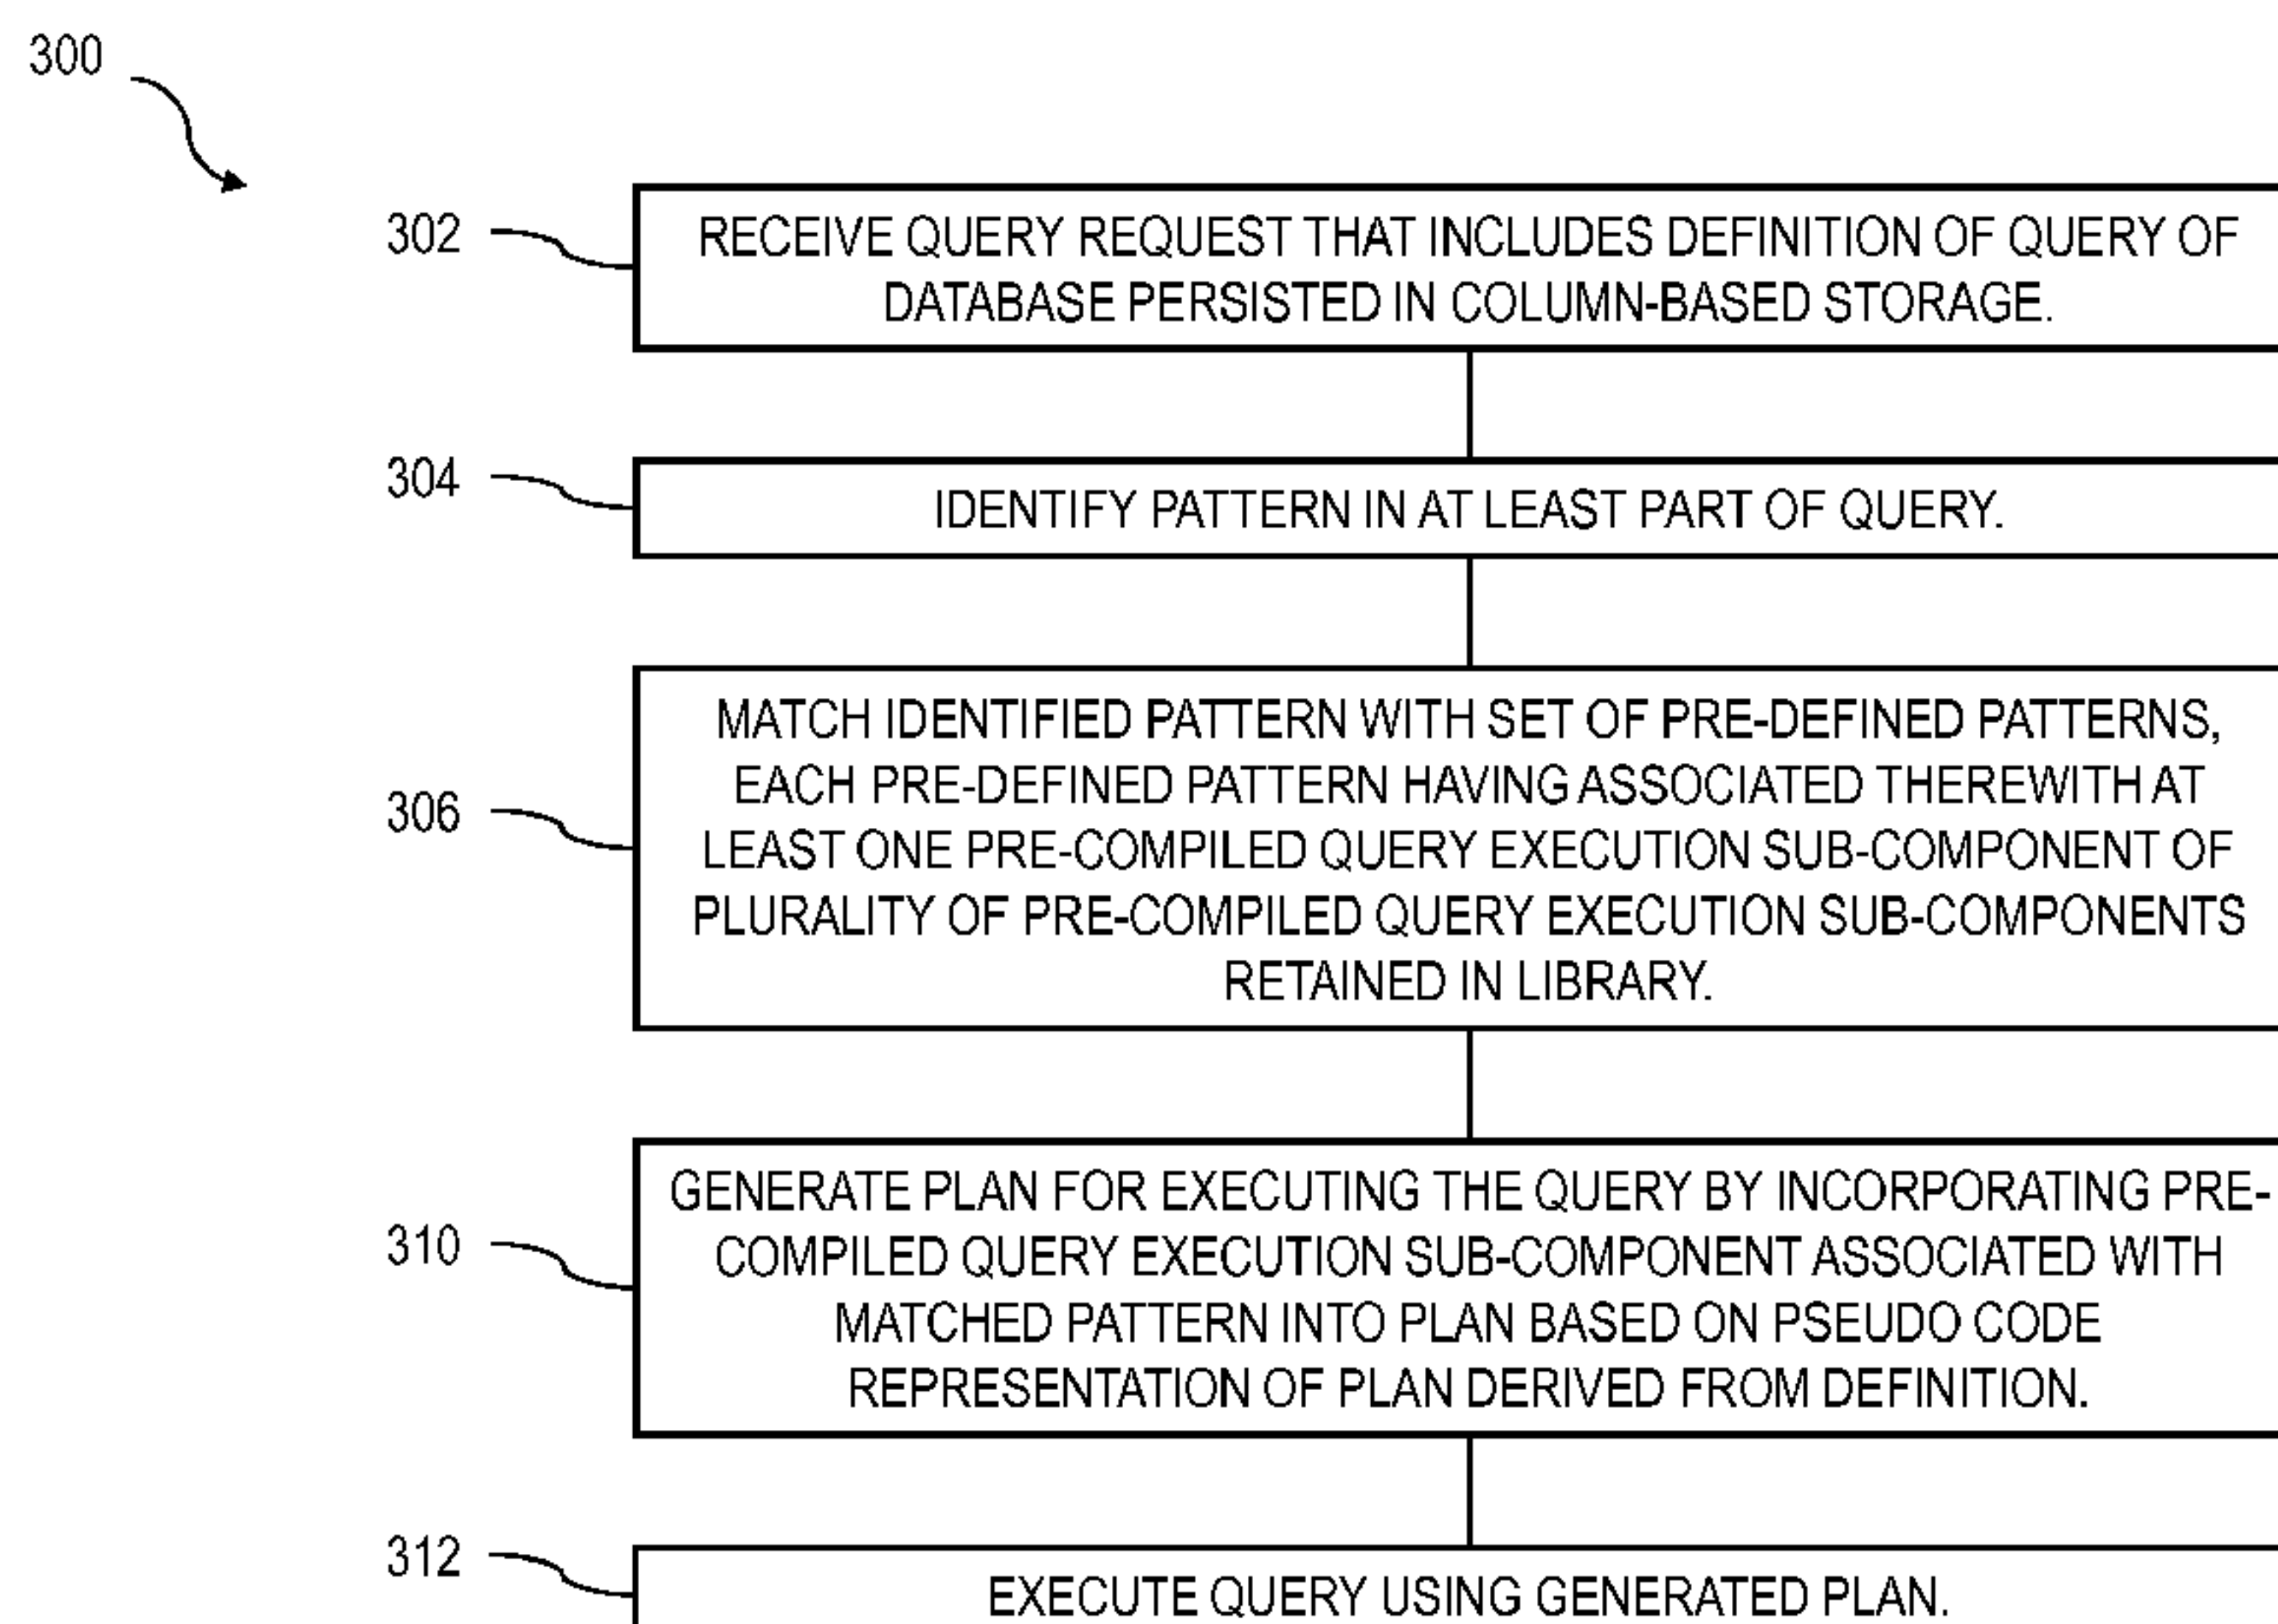 300
302
RECEIVE QUERY REQUEST THAT INCLUDES DEFINITION OF QUERY OF
DATABASE PERSISTED IN COLUMN-BASED STORAGE.
304
IDENTIFY PATTERN IN AT LEAST PART OF QUERY.
306
MATCH IDENTIFIED PATTERN WITH SET OF PRE-DEFINED PATTERNS,
EACH PRE-DEFINED PATTERN HAVING ASSOCIATED THEREWITH AT
LEAST ONE PRE-COMPILED QUERY EXECUTION SUB-COMPONENT OF
PLURALITY OF PRE-COMPILED QUERY EXECUTION SUB-COMPONENTS
RETAINED IN LIBRARY.
310
GENERATE PLAN FOR EXECUTING THE QUERY BY INCORPORATING PRE-
COMPILED QUERY EXECUTION SUB-COMPONENT ASSOCIATED WITH
MATCHED PATTERN INTO PLAN BASED ON PSEUDO CODE
REPRESENTATION OF PLAN DERIVED FROM DEFINITION.
312
EXECUTE QUERY USING GENERATED PLAN.